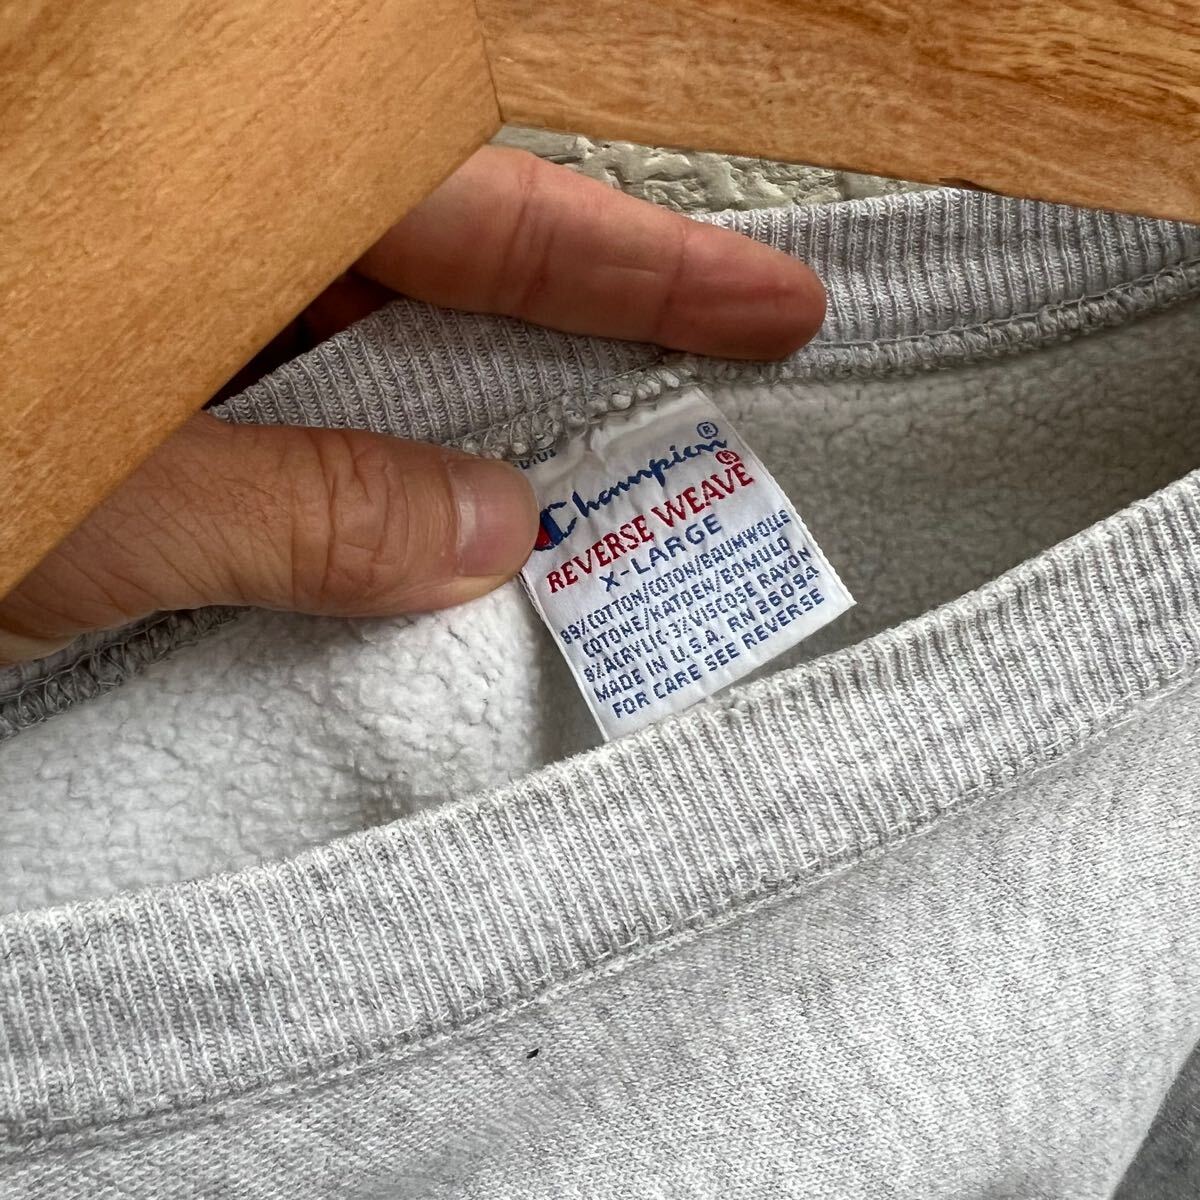 Champion®
REVERSE WEAVE
X-LARGE
89%COTTON/COTON/BAUMWOLLE
COTONE/KATOEN/BOMULD
8%ACRYLIC-3%VISCOSE RAYON
MADE IN U.S.A. RN 26094
FOR CARE SEE REVERSE